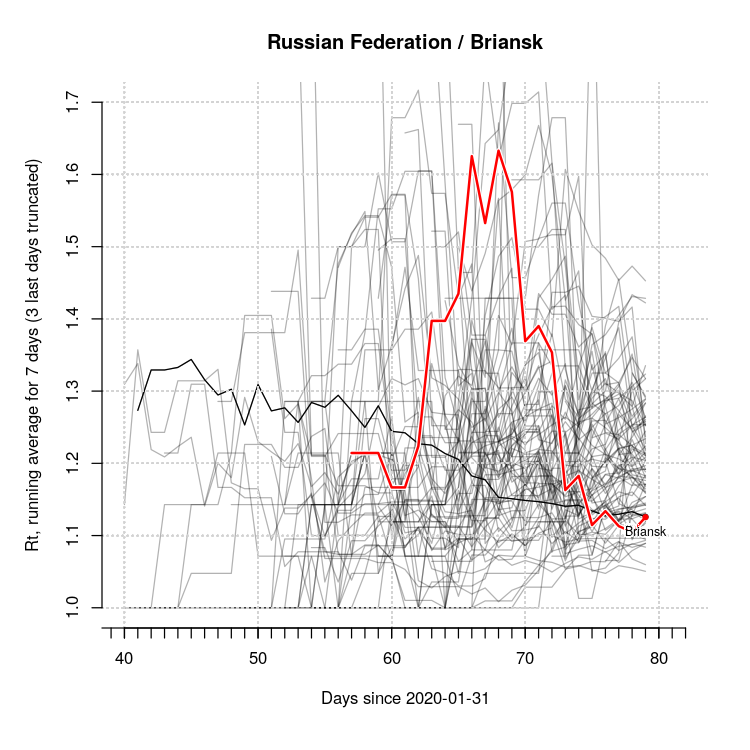 Russian Federation / Briansk
Rt, running average for 7 days (3 last days truncated)
1.7
1.6
1.5
1.4
1.3
1.2
1.1
1.0
Briansk
40 50 60 70 80
Days since 2020-01-31